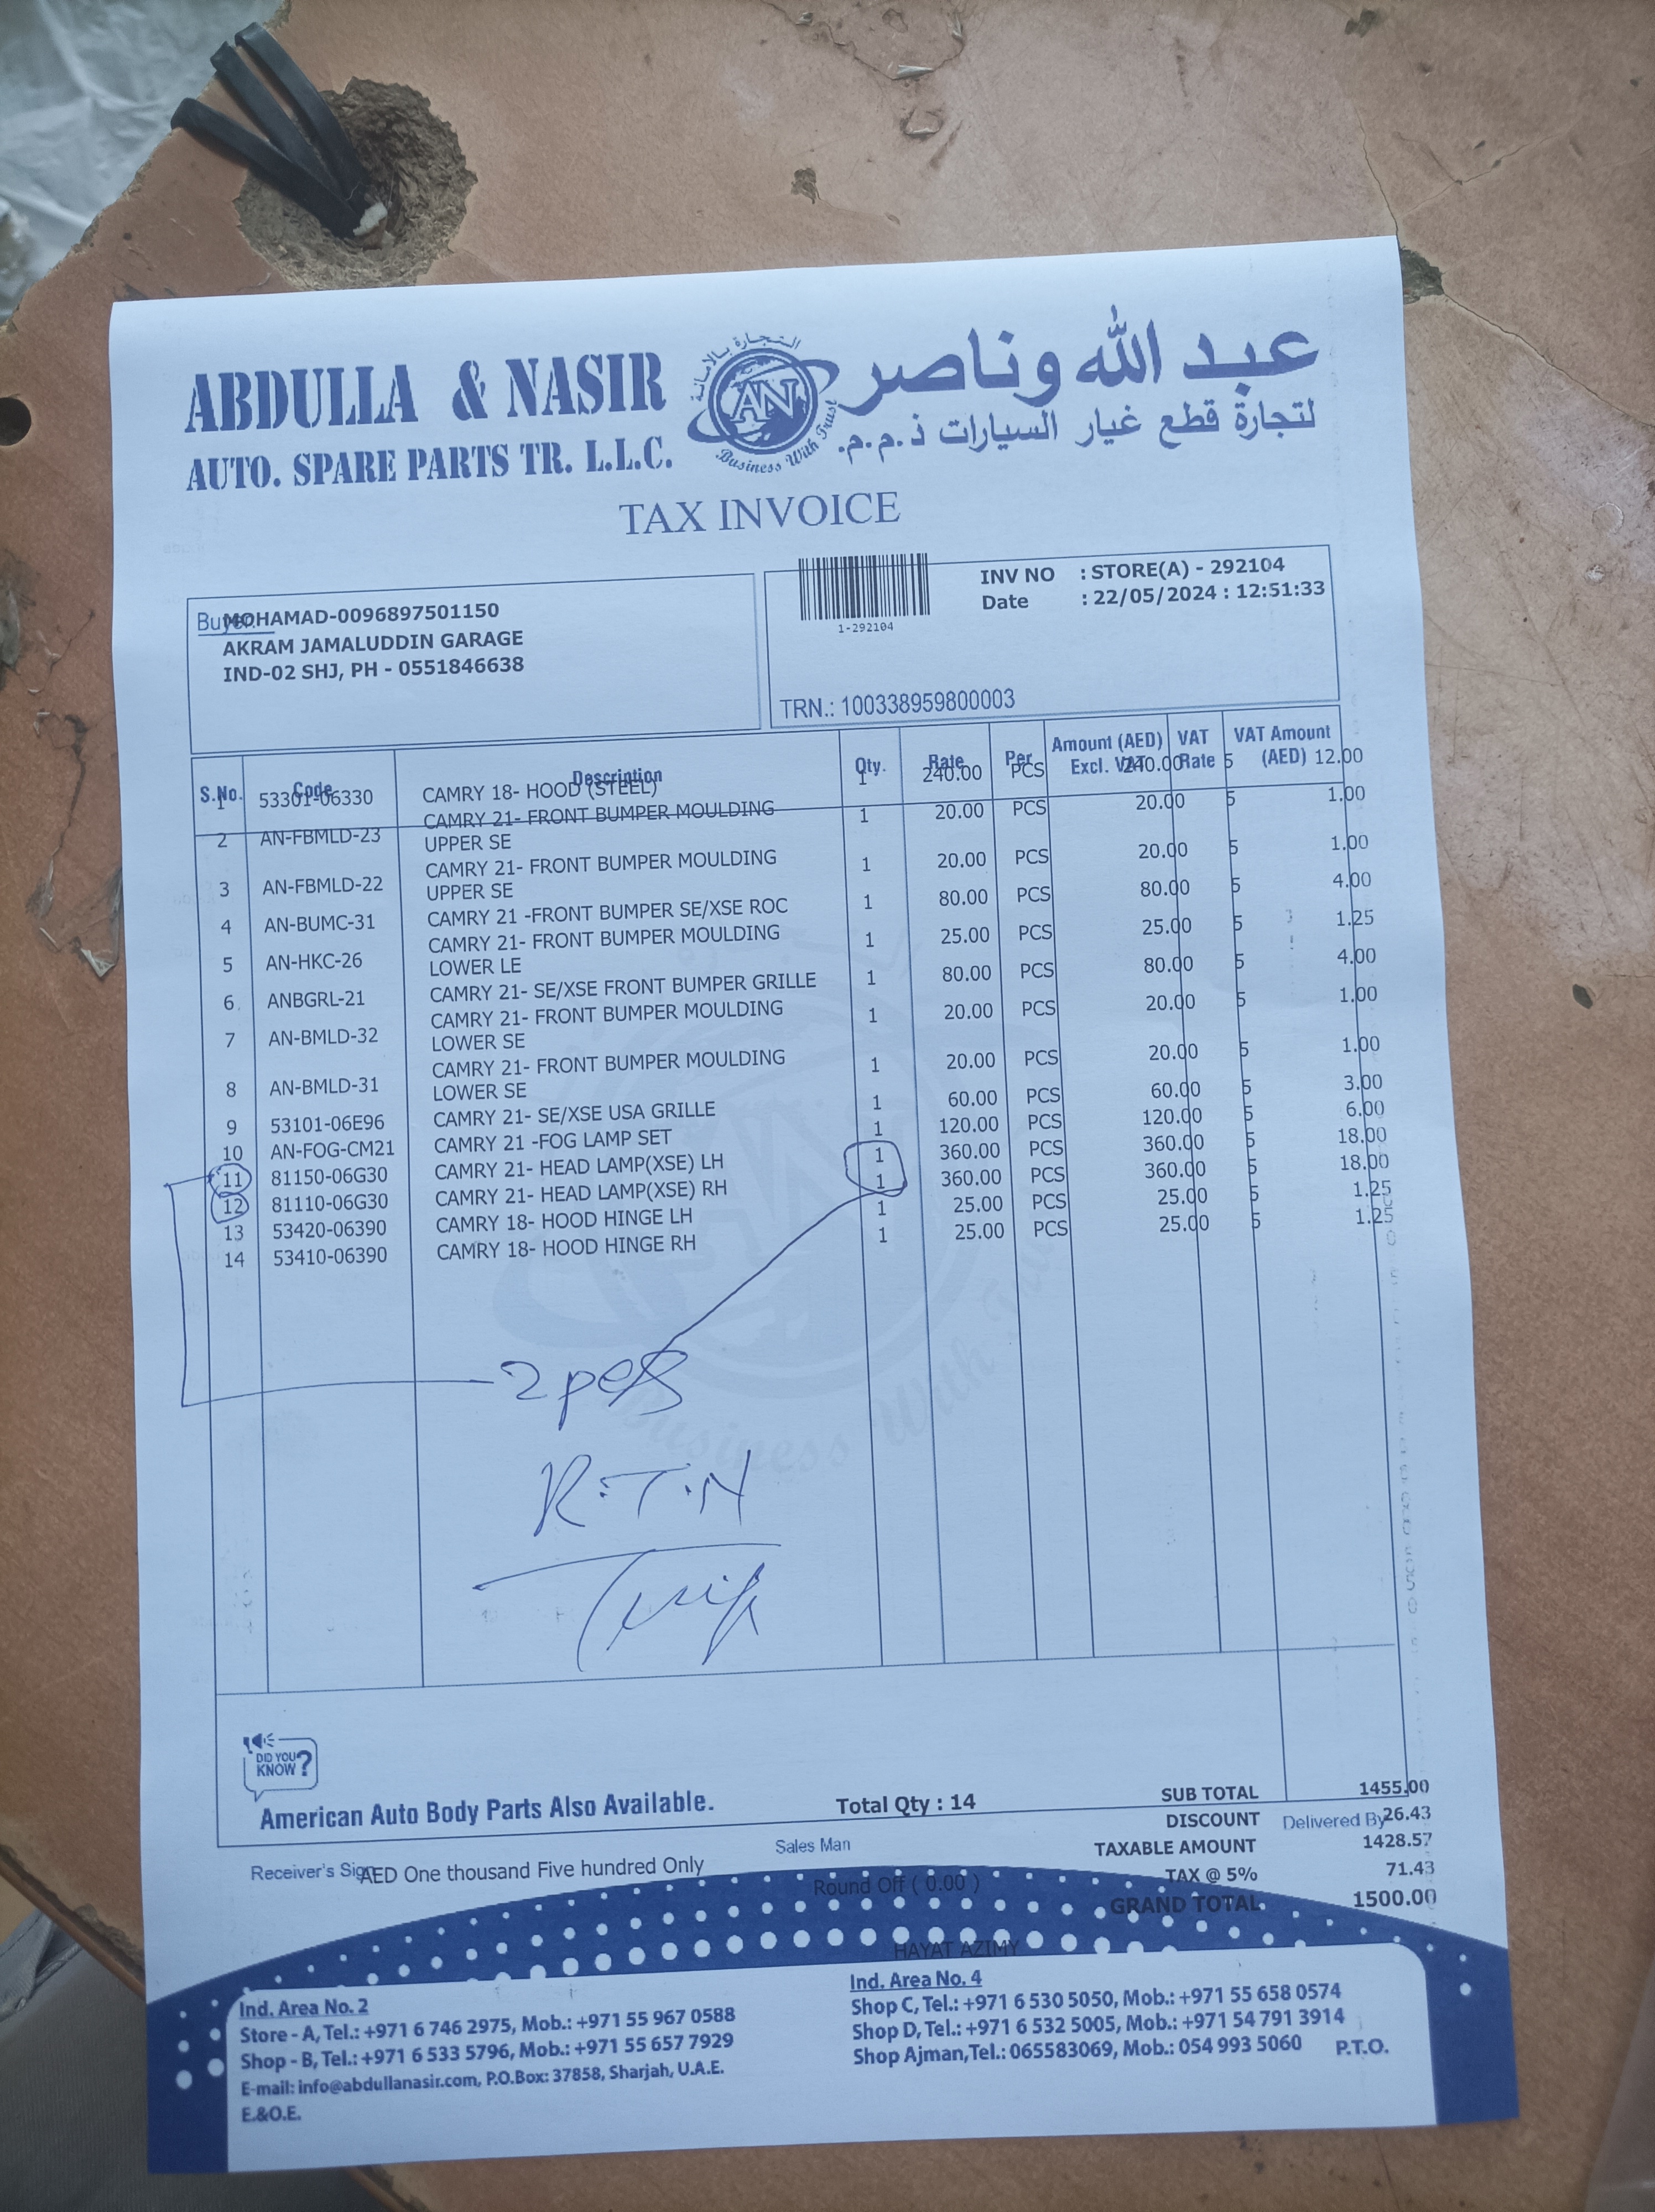 ABDULLA & NASIR
AUTO. SPARE PARTS TR. L.L.C.
التجارة بالامانة
AN
Business With Trust
عبد الله وناصر
لتجارة قطع غيار السيارات ذ.م.م.
TAX INVOICE
Buyer:
MOHAMAD-0096897501150
AKRAM JAMALUDDIN GARAGE
IND-02 SHJ, PH - 0551846638
1-292104
INV NO : STORE(A) - 292104
Date : 22/05/2024 : 12:51:33
TRN.: 100338959800003
S.No. Code Description Qty. Rate Per Amount (AED) Excl. VAT VAT Rate VAT Amount (AED)
1 53301-06330 CAMRY 18- HOOD (STEEL) 1 240.00 PCS 240.00 5 12.00
2 AN-FBMLD-23 CAMRY 21- FRONT BUMPER MOULDING 1 20.00 PCS 20.00 5 1.00
UPPER SE
3 AN-FBMLD-22 CAMRY 21- FRONT BUMPER MOULDING 1 20.00 PCS 20.00 5 1.00
UPPER SE
4 AN-BUMC-31 CAMRY 21 -FRONT BUMPER SE/XSE ROC 1 80.00 PCS 80.00 5 4.00
5 AN-HKC-26 CAMRY 21- FRONT BUMPER MOULDING 1 25.00 PCS 25.00 5 1.25
LOWER LE
6 ANBGRL-21 CAMRY 21- SE/XSE FRONT BUMPER GRILLE 1 80.00 PCS 80.00 5 4.00
7 AN-BMLD-32 CAMRY 21- FRONT BUMPER MOULDING 1 20.00 PCS 20.00 5 1.00
LOWER SE
8 AN-BMLD-31 CAMRY 21- FRONT BUMPER MOULDING 1 20.00 PCS 20.00 5 1.00
LOWER SE
9 53101-06E96 CAMRY 21- SE/XSE USA GRILLE 1 60.00 PCS 60.00 5 3.00
10 AN-FOG-CM21 CAMRY 21 -FOG LAMP SET 1 120.00 PCS 120.00 5 6.00
11 81150-06G30 CAMRY 21- HEAD LAMP(XSE) LH 1 360.00 PCS 360.00 5 18.00
12 81110-06G30 CAMRY 21- HEAD LAMP(XSE) RH 1 360.00 PCS 360.00 5 18.00
13 53420-06390 CAMRY 18- HOOD HINGE LH 1 25.00 PCS 25.00 5 1.25
14 53410-06390 CAMRY 18- HOOD HINGE RH 1 25.00 PCS 25.00 5 1.25
2 pes
R.T.N
DID YOU KNOW?
American Auto Body Parts Also Available.
Total Qty : 14
SUB TOTAL 1455.00
DISCOUNT 26.43
Delivered By
TAXABLE AMOUNT 1428.57
TAX @ 5% 71.43
GRAND TOTAL 1500.00
Sales Man
Receiver's Sign
AED One thousand Five hundred Only
Round Off ( 0.00 )
HAYAT AZIMY
Ind. Area No. 2
Store - A, Tel.: +971 6 746 2975, Mob.: +971 55 967 0588
Shop - B, Tel.: +971 6 533 5796, Mob.: +971 55 657 7929
E-mail: info@abdullanasir.com, P.O.Box: 37858, Sharjah, U.A.E.
E.&O.E.
Ind. Area No. 4
Shop C, Tel.: +971 6 530 5050, Mob.: +971 55 658 0574
Shop D, Tel.: +971 6 532 5005, Mob.: +971 54 791 3914
Shop Ajman,Tel.: 065583069, Mob.: 054 993 5060
P.T.O.